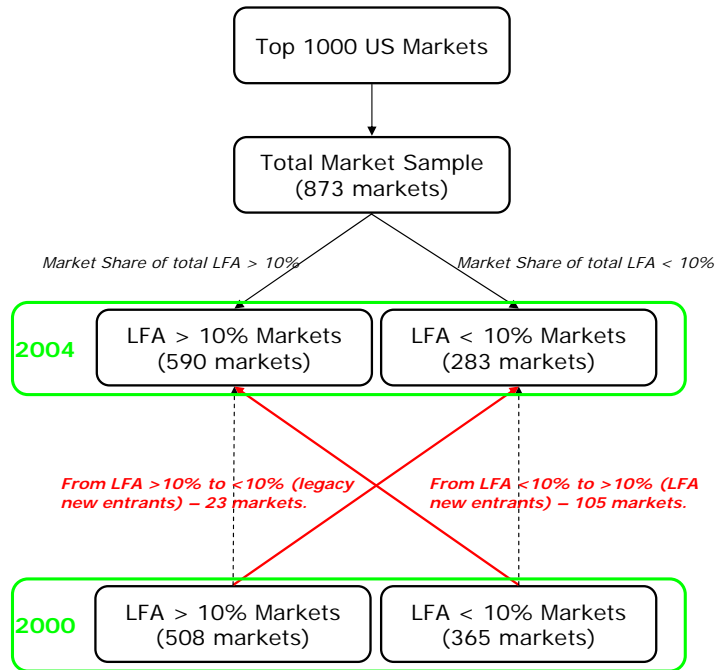 Top 1000 US Markets
Total Market Sample
(873 markets)
Market Share of total LFA > 10%
Market Share of total LFA < 10%
2004
LFA > 10% Markets
(590 markets)
LFA < 10% Markets
(283 markets)
From LFA >10% to <10% (legacy
new entrants) – 23 markets.
From LFA <10% to >10% (LFA
new entrants) – 105 markets.
2000
LFA > 10% Markets
(508 markets)
LFA < 10% Markets
(365 markets)